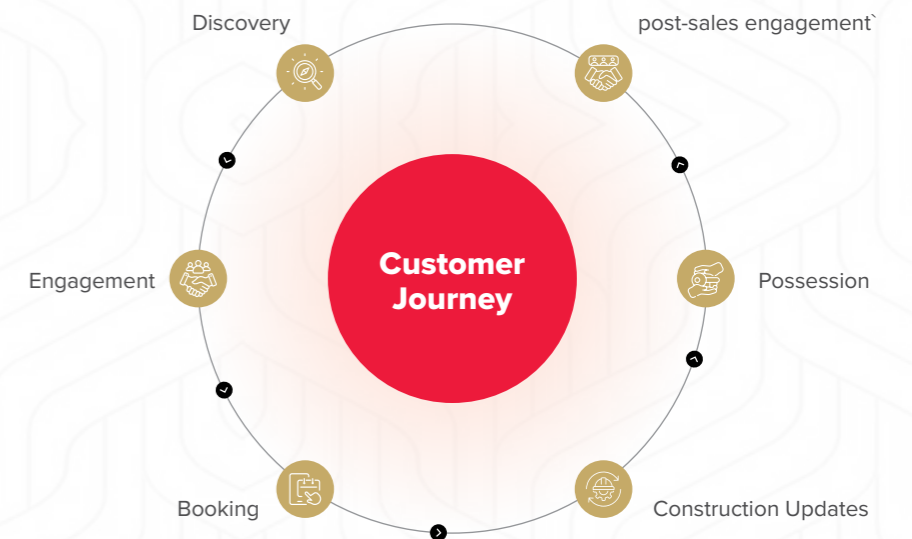 Discovery
post-sales engagement`
Customer
Journey
Engagement
Possession
Booking
Construction Updates